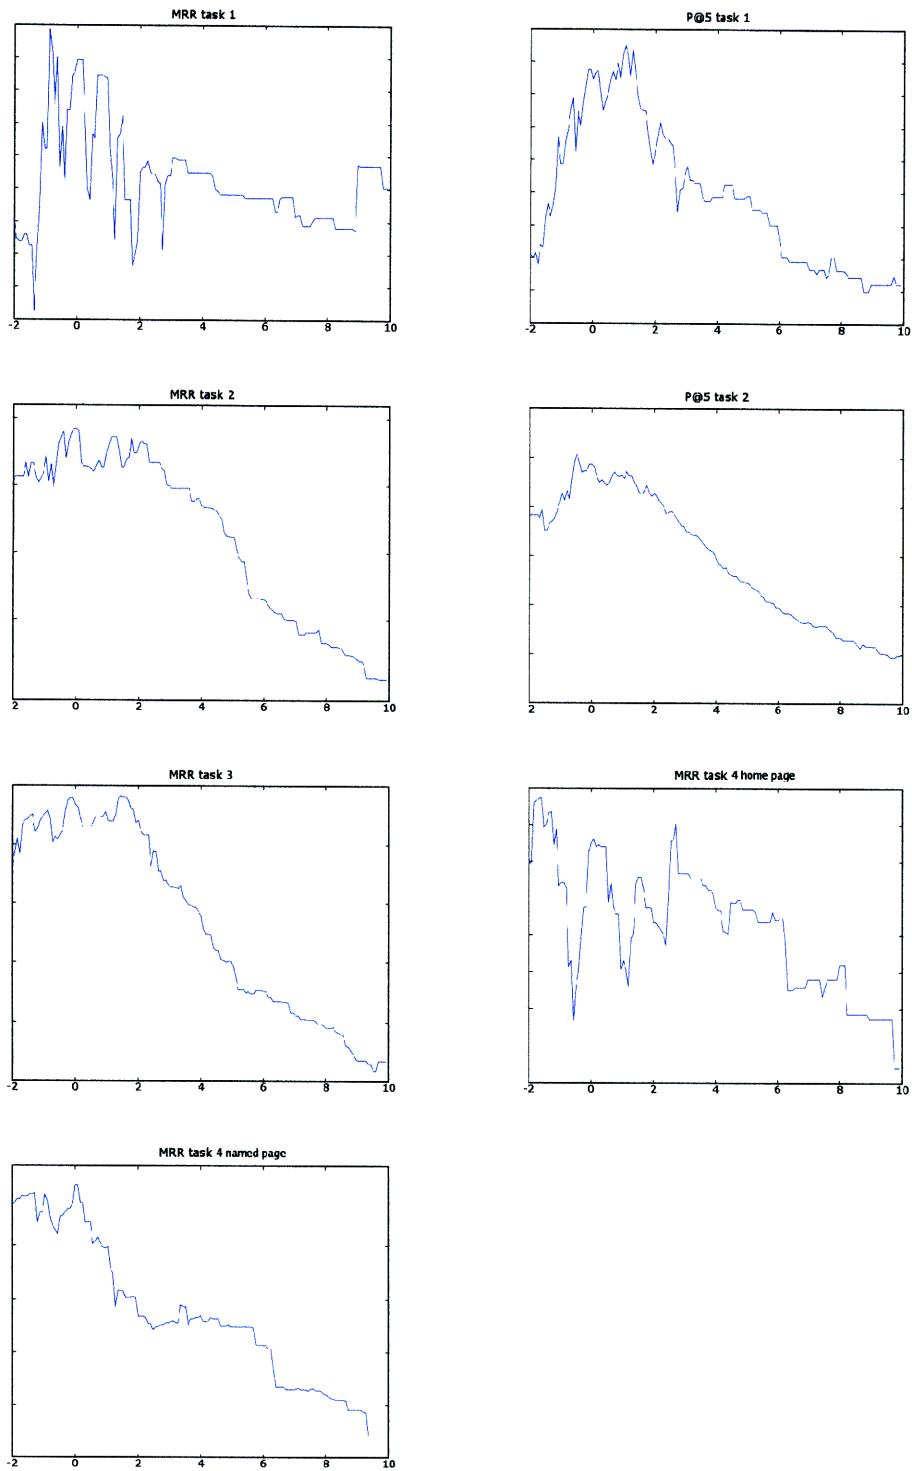 MRR task 1
-2 0 2 4 6 8 10
P@5 task 1
-2 0 2 4 6 8 10
MRR task 2
-2 0 2 4 6 8 10
P@5 task 2
2 0 2 4 6 8 10
MRR task 3
-2 0 2 4 6 8 10
MRR task 4 home page
-2 0 2 4 6 8 10
MRR task 4 named page
-2 0 2 4 6 8 10